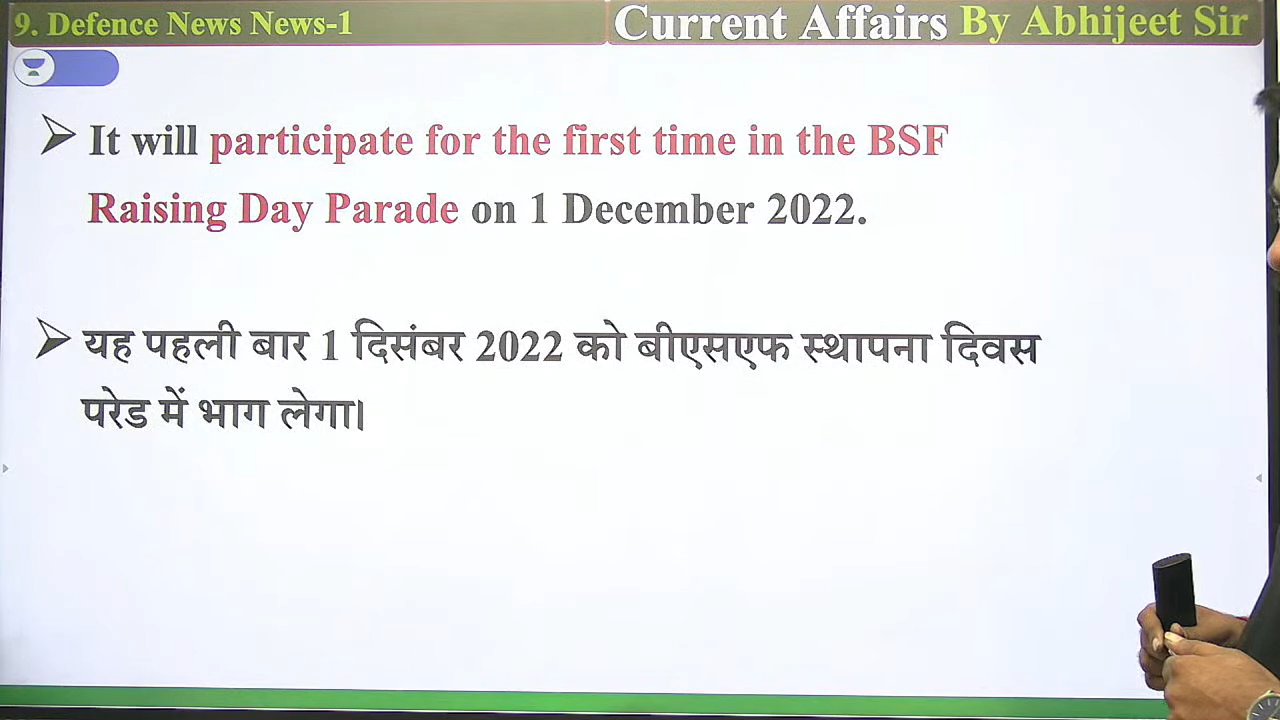 9. Defence News News-1
Current Affairs By Abhijeet Sir
It will participate for the first time in the BSF
Raising Day Parade on 1 December 2022.
यह पहली बार 1 दिसंबर 2022 को बीएसएफ स्थापना दिवस
परेड में भाग लेगा।